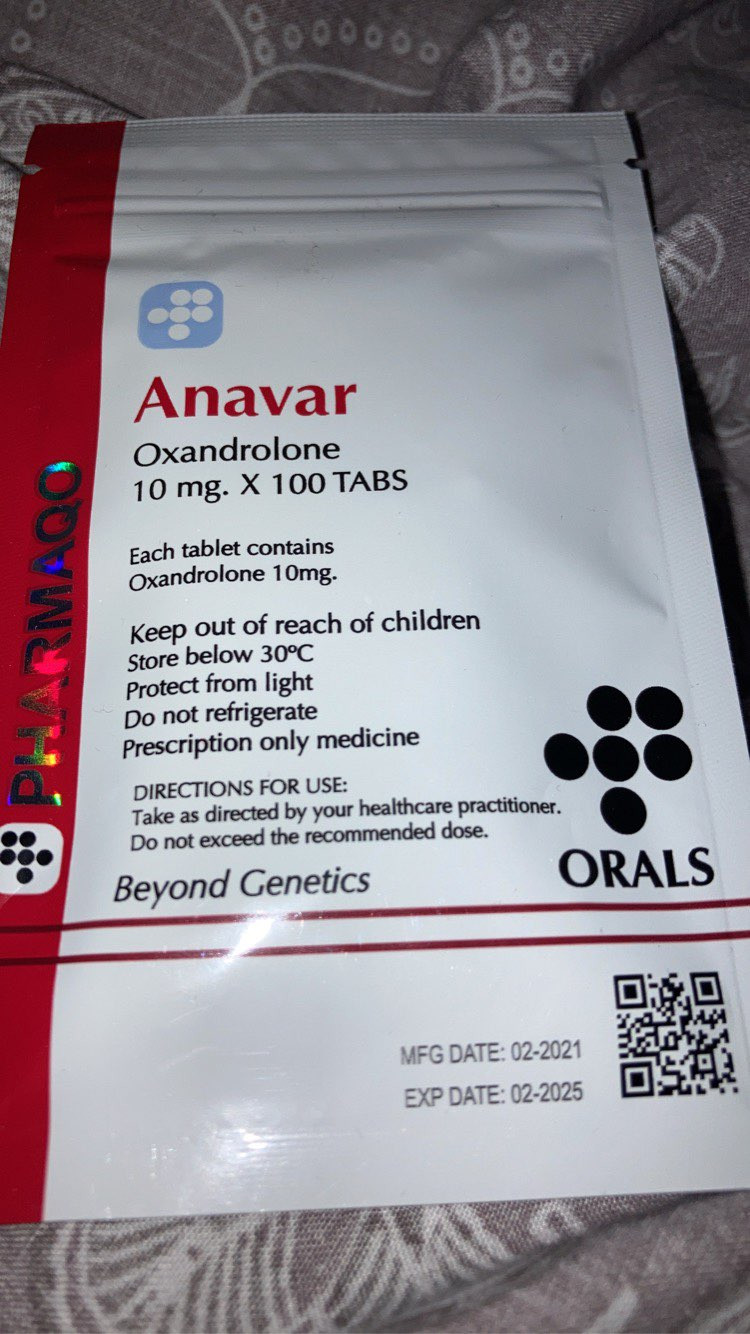 PHARMAQO
Anavar
Oxandrolone
10 mg. X 100 TABS
Each tablet contains
Oxandrolone 10mg.
Keep out of reach of children
Store below 30ºC
Protect from light
Do not refrigerate
Prescription only medicine
DIRECTIONS FOR USE:
Take as directed by your healthcare practitioner.
Do not exceed the recommended dose.
Beyond Genetics
ORALS
MFG DATE: 02-2021
EXP DATE: 02-2025